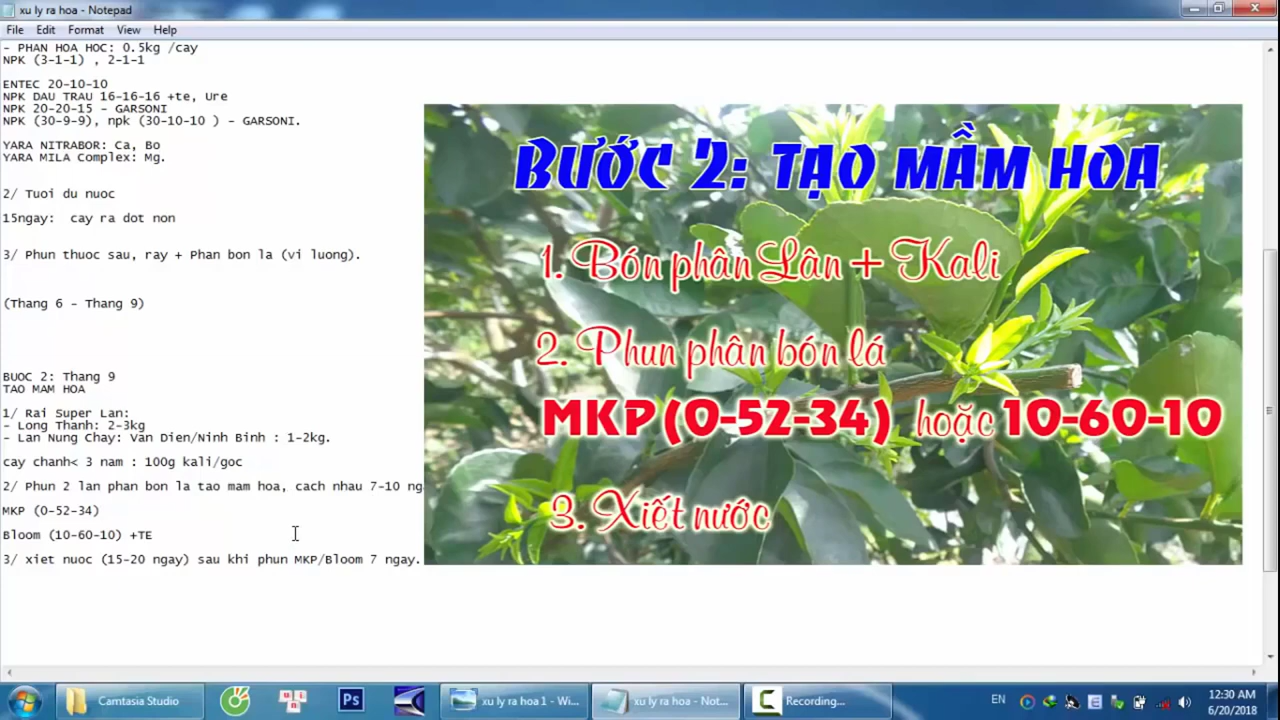 xu ly ra hoa - Notepad
File Edit Format View Help
- PHAN HOA HOC: 0.5kg /cay
NPK (3-1-1) , 2-1-1
ENTEC 20-10-10
NPK DAU TRAU 16-16-16 +te, Ure
NPK 20-20-15 - GARSONI
NPK (30-9-9), npk (30-10-10 ) - GARSONI.
YARA NITRABOR: Ca, Bo
YARA MILA Complex: Mg.
2/ Tuoi du nuoc
15ngay: cay ra dot non
3/ Phun thuoc sau, ray + Phan bon la (vi luong).
(Thang 6 - Thang 9)
BUOC 2: Thang 9
TAO MAM HOA
1/ Rai Super Lan:
- Long Thanh: 2-3kg
- Lan Nung Chay: Van Dien/Ninh Binh : 1-2kg.
cay chanh< 3 nam : 100g kali/goc
2/ Phun 2 lan phan bon la tao mam hoa, cach nhau 7-10 ng
MKP (0-52-34)
Bloom (10-60-10) +TE
3/ xiet nuoc (15-20 ngay) sau khi phun MKP/Bloom 7 ngay.
BƯỚC 2: TẠO MẦM HOA
1. Bón phân Lân + Kali
2. Phun phân bón lá
MKP (0-52-34) hoặc 10-60-10
3. Xiết nước
Camtasia Studio
Ps
xu ly ra hoa 1 - Wi...
xu ly ra hoa - Not...
Recording...
EN
12:30 AM
6/20/2018